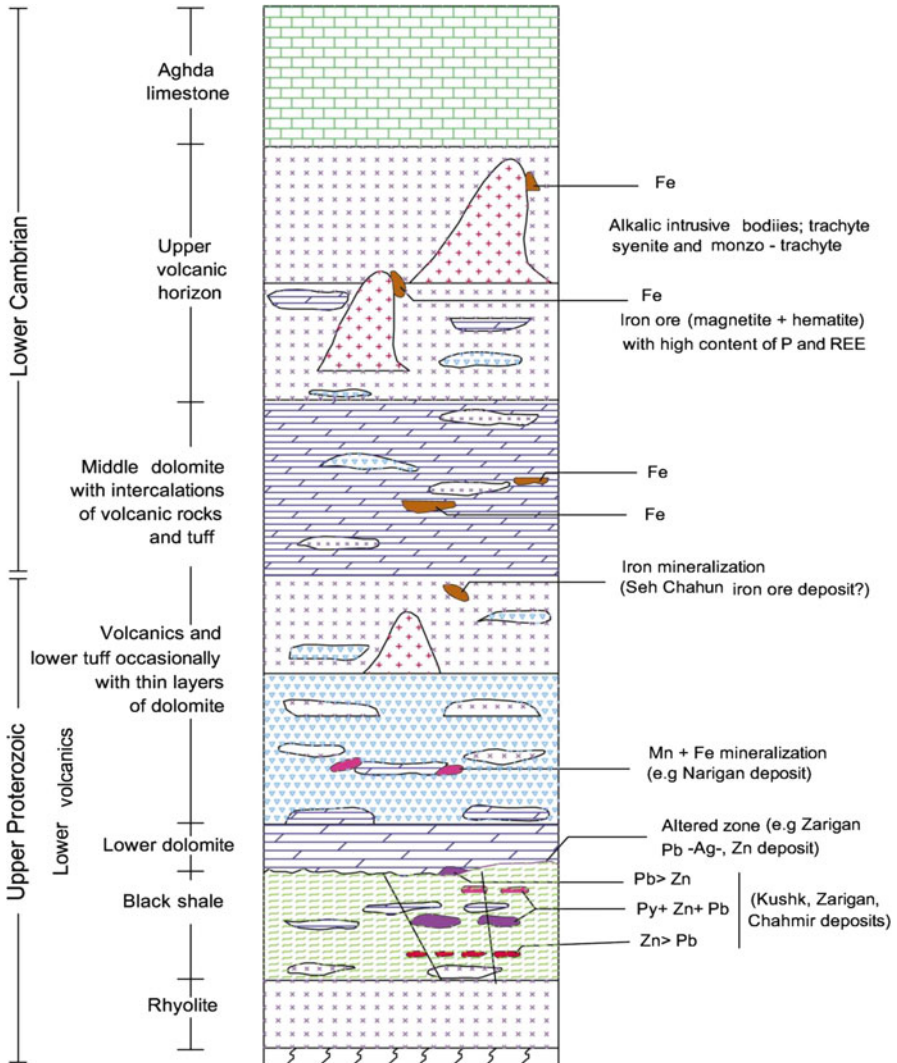 Lower Cambrian
Upper Proterozoic
Lower volcanics
Aghda
limestone
Upper
volcanic
horizon
Middle dolomite
with intercalations
of volcanic rocks
and tuff
Volcanics and
lower tuff occasionally
with thin layers
of dolomite
Lower dolomite
Black shale
Rhyolite
Fe
Alkalic intrusive bodiies; trachyte
syenite and monzo - trachyte
Fe
Iron ore (magnetite + hematite)
with high content of P and REE
Fe
Fe
Iron mineralization
(Seh Chahun iron ore deposit?)
Mn + Fe mineralization
(e.g Narigan deposit)
Altered zone (e.g Zarigan
Pb -Ag-, Zn deposit)
Pb> Zn
Py+ Zn+ Pb
Zn> Pb
(Kushk, Zarigan,
Chahmir deposits)